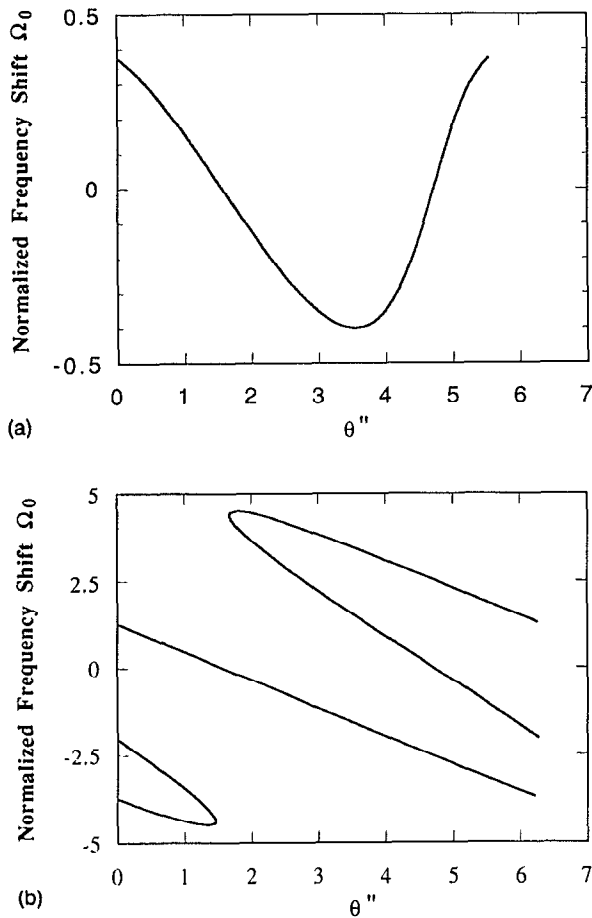 0.5
Normalized Frequency Shift Ω0
0
-0.5
0 1 2 3 4 5 6 7
(a)
θ"
5
2.5
Normalized Frequency Shift Ω0
0
-2.5
-5
0 1 2 3 4 5 6 7
(b)
θ"